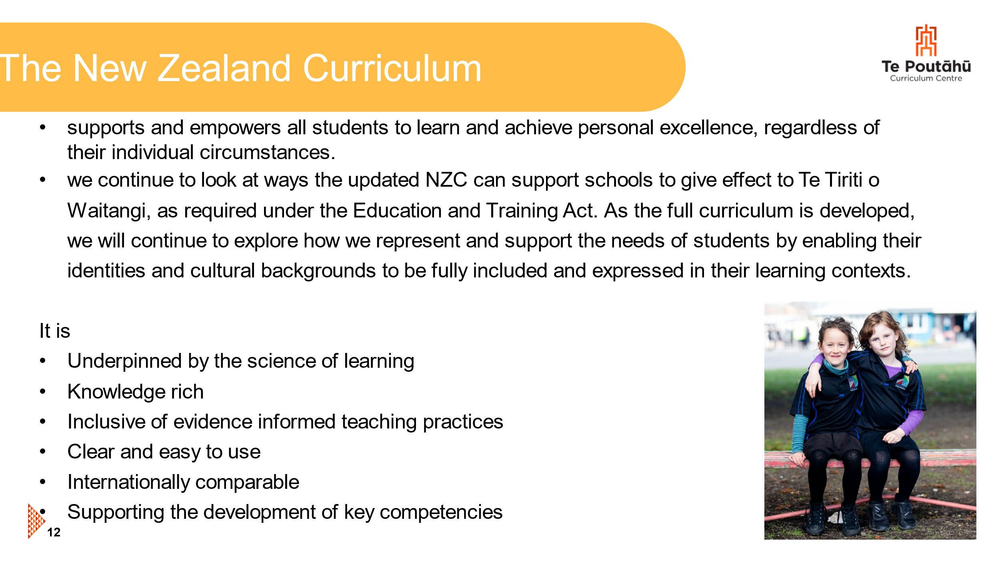 The New Zealand Curriculum
Te Poutāhū
Curriculum Centre
• supports and empowers all students to learn and achieve personal excellence, regardless of
their individual circumstances.
• we continue to look at ways the updated NZC can support schools to give effect to Te Tiriti o
Waitangi, as required under the Education and Training Act. As the full curriculum is developed,
we will continue to explore how we represent and support the needs of students by enabling their
identities and cultural backgrounds to be fully included and expressed in their learning contexts.
It is
• Underpinned by the science of learning
• Knowledge rich
• Inclusive of evidence informed teaching practices
• Clear and easy to use
• Internationally comparable
• Supporting the development of key competencies
12